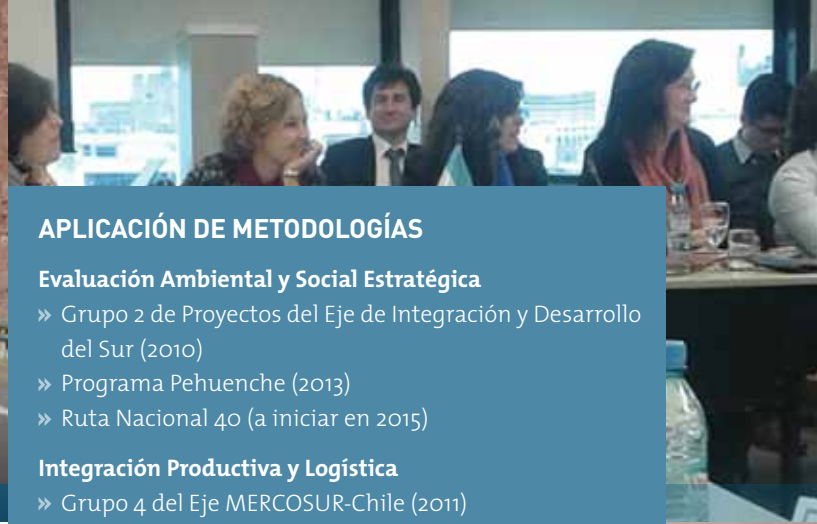 APLICACIÓN DE METODOLOGÍAS
Evaluación Ambiental y Social Estratégica
» Grupo 2 de Proyectos del Eje de Integración y Desarrollo
del Sur (2010)
» Programa Pehuenche (2013)
» Ruta Nacional 40 (a iniciar en 2015)
Integración Productiva y Logística
» Grupo 4 del Eje MERCOSUR-Chile (2011)